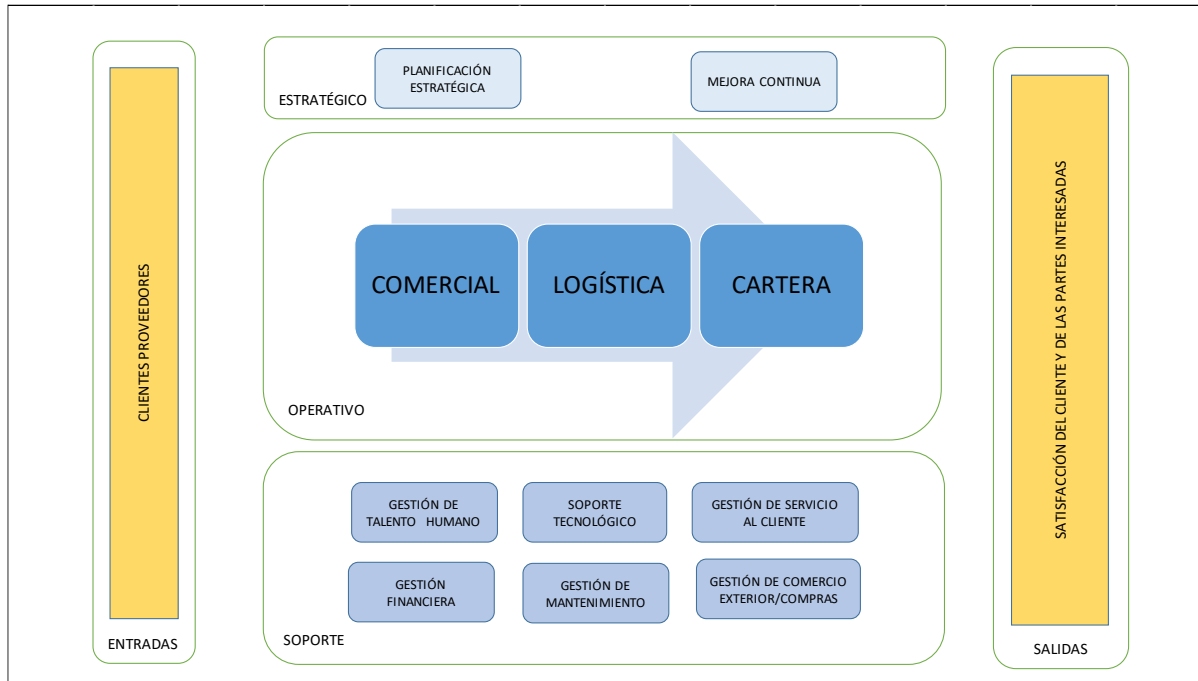 CLIENTES PROVEEDORES
ENTRADAS
PLANIFICACIÓN
ESTRATÉGICA
MEJORA CONTINUA
ESTRATÉGICO
COMERCIAL
LOGÍSTICA
CARTERA
OPERATIVO
GESTIÓN DE
TALENTO HUMANO
SOPORTE
TECNOLÓGICO
GESTIÓN DE SERVICIO
AL CLIENTE
GESTIÓN
FINANCIERA
GESTIÓN DE
MANTENIMIENTO
GESTIÓN DE COMERCIO
EXTERIOR/COMPRAS
SOPORTE
SATISFACCIÓN DEL CLIENTE Y DE LAS PARTES INTERESADAS
SALIDAS